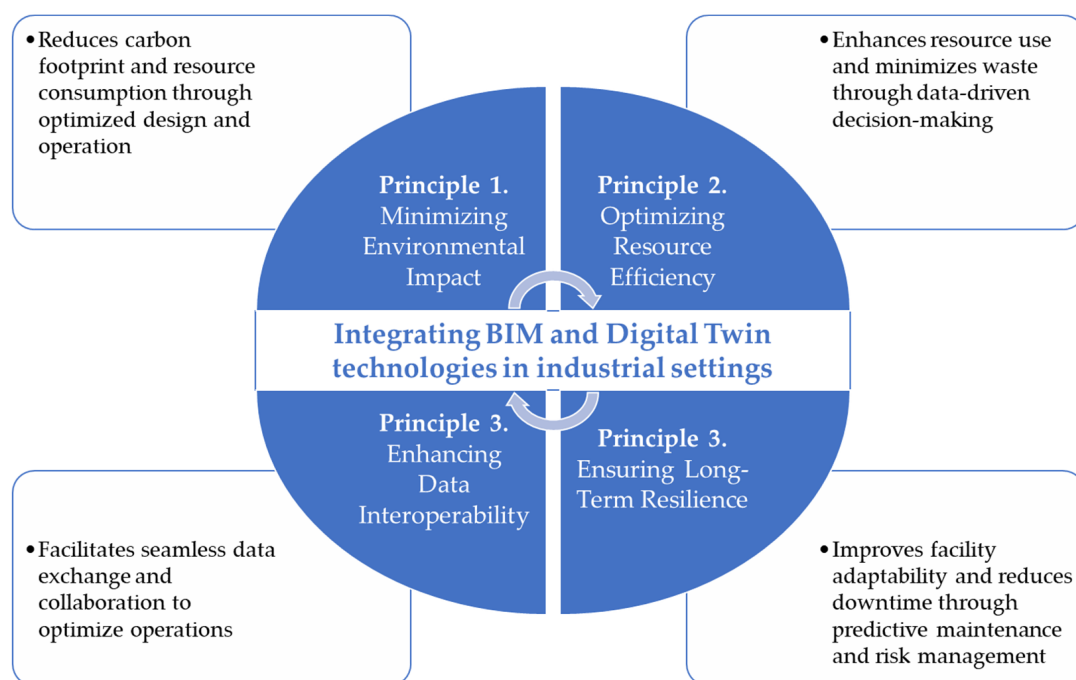 •Reduces carbon
footprint and resource
consumption through
optimized design and
operation
•Enhances resource use
and minimizes waste
through data-driven
decision-making
Principle 1.
Minimizing
Environmental
Impact
Principle 2.
Optimizing
Resource
Efficiency
Integrating BIM and Digital Twin
technologies in industrial settings
Principle 3.
Enhancing
Data
Interoperability
Principle 3.
Ensuring Long-
Term Resilience
•Facilitates seamless data
exchange and
collaboration to
optimize operations
•Improves facility
adaptability and reduces
downtime through
predictive maintenance
and risk management